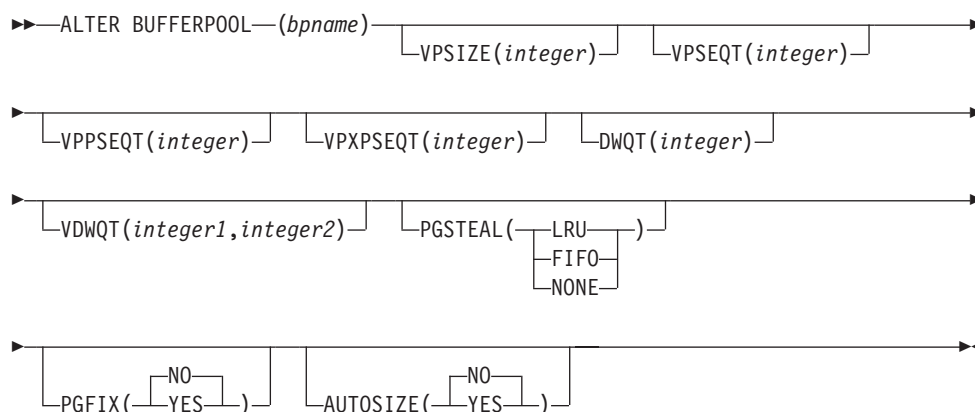 ALTER BUFFERPOOL (bpname)
VPSIZE(integer) VPSEQT(integer)
VPPSEQT(integer) VPXPSEQT(integer) DWQT(integer)
VDWQT(integer1,integer2) PGSTEAL( LRU )
FIFO
NONE
NO NO
PGFIX( YES ) AUTOSIZE( YES )